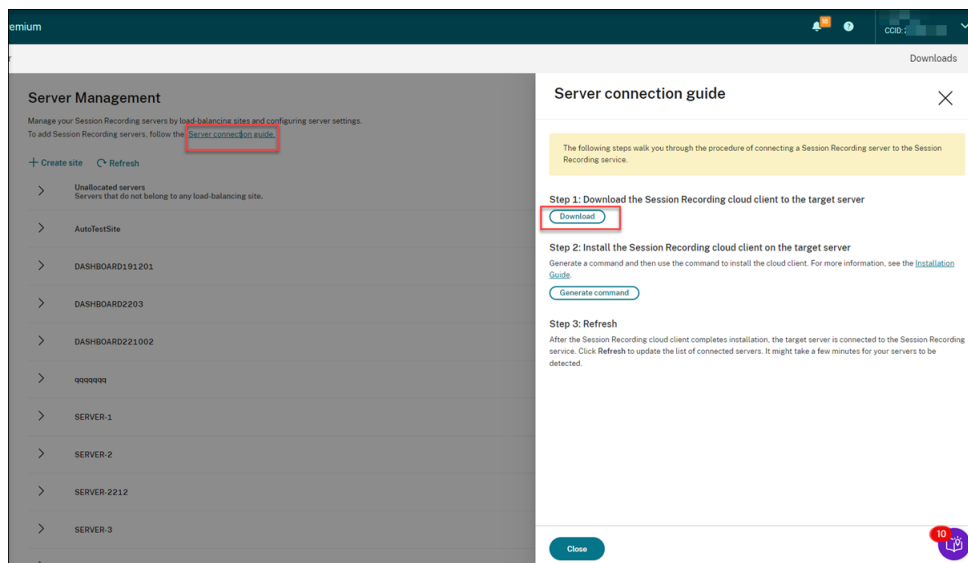 emium
CCID: 2
r
Downloads
Server Management
Manage your Session Recording servers by load-balancing sites and configuring server settings.
To add Session Recording servers, follow the Server connection guide.
+ Create site
Refresh
Unallocated servers
Servers that do not belong to any load-balancing site.
AutoTestSite
DASHBOARD191201
DASHBOARD2203
DASHBOARD221002
qqqqqqq
SERVER-1
SERVER-2
SERVER-2212
SERVER-3
Server connection guide
The following steps walk you through the procedure of connecting a Session Recording server to the Session
Recording service.
Step 1: Download the Session Recording cloud client to the target server
Download
Step 2: Install the Session Recording cloud client on the target server
Generate a command and then use the command to install the cloud client. For more information, see the Installation
Guide.
Generate command
Step 3: Refresh
After the Session Recording cloud client completes installation, the target server is connected to the Session Recording
service. Click Refresh to update the list of connected servers. It might take a few minutes for your servers to be
detected.
Close
10